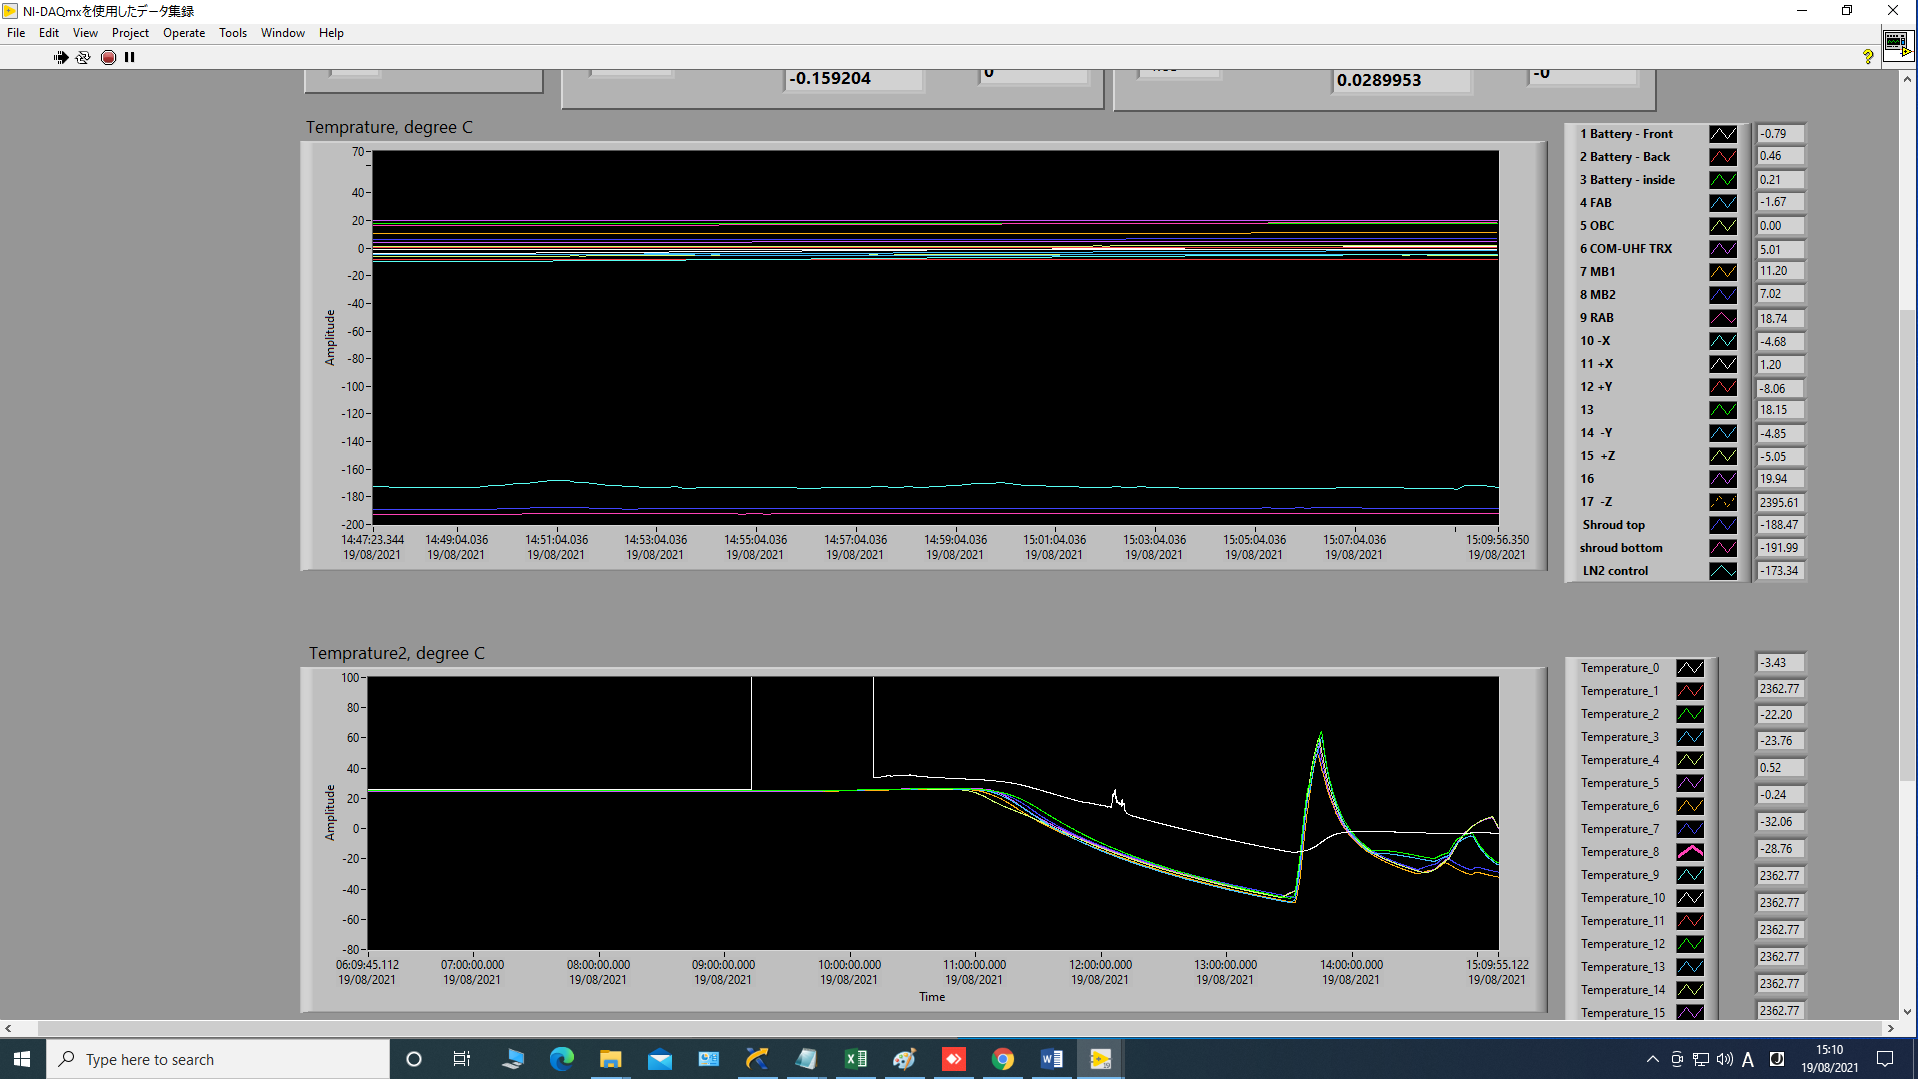 NI-DAQmxを使用したデータ集録
File Edit View Project Operate Tools Window Help
-0.159204 0 0.0289953 -0
Temprature, degree C
70
40
20
0
-20
-40
-60
-80
-100
-120
-140
-160
-180
-200
Amplitude
14:47:23.344 14:49:04.036 14:51:04.036 14:53:04.036 14:55:04.036 14:57:04.036 14:59:04.036 15:01:04.036 15:03:04.036 15:05:04.036 15:07:04.036 15:09:56.350
19/08/2021 19/08/2021 19/08/2021 19/08/2021 19/08/2021 19/08/2021 19/08/2021 19/08/2021 19/08/2021 19/08/2021 19/08/2021 19/08/2021
1 Battery - Front -0.79
2 Battery - Back 0.46
3 Battery - inside 0.21
4 FAB -1.67
5 OBC 0.00
6 COM-UHF TRX 5.01
7 MB1 11.20
8 MB2 7.02
9 RAB 18.74
10 -X -4.68
11 +X 1.20
12 +Y -8.06
13 18.15
14 -Y -4.85
15 +Z -5.05
16 19.94
17 -Z 2395.61
Shroud top -188.47
shroud bottom -191.99
LN2 control -173.34
Temprature2, degree C
100
80
60
40
20
0
-20
-40
-60
-80
Amplitude
06:09:45.112 07:00:00.000 08:00:00.000 09:00:00.000 10:00:00.000 11:00:00.000 12:00:00.000 13:00:00.000 14:00:00.000 15:09:55.122
19/08/2021 19/08/2021 19/08/2021 19/08/2021 19/08/2021 19/08/2021 19/08/2021 19/08/2021 19/08/2021 19/08/2021
Time
Temperature_0 -3.43
Temperature_1 2362.77
Temperature_2 -22.20
Temperature_3 -23.76
Temperature_4 0.52
Temperature_5 -0.24
Temperature_6 -32.06
Temperature_7 -28.76
Temperature_8 2362.77
Temperature_9 2362.77
Temperature_10 2362.77
Temperature_11 2362.77
Temperature_12 2362.77
Temperature_13 2362.77
Temperature_14
Temperature_15
Type here to search
A
15:10
19/08/2021